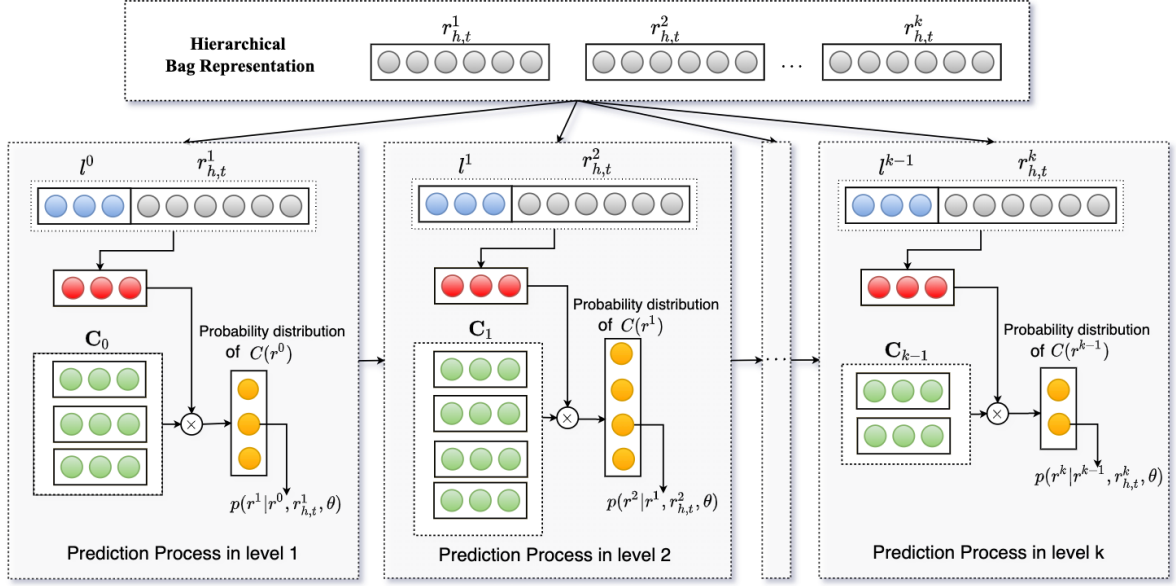 Hierarchical
Bag Representation
r^1_{h,t}
r^2_{h,t}
...
r^k_{h,t}
l^0
r^1_{h,t}
C_0
Probability distribution
of C(r^0)
×
p(r^1|r^0, r^1_{h,t}, θ)
Prediction Process in level 1
l^1
r^2_{h,t}
C_1
Probability distribution
of C(r^1)
×
p(r^2|r^1, r^2_{h,t}, θ)
Prediction Process in level 2
...
l^{k−1}
r^k_{h,t}
C_{k−1}
Probability distribution
of C(r^{k−1})
×
p(r^k|r^{k−1}, r^k_{h,t}, θ)
Prediction Process in level k